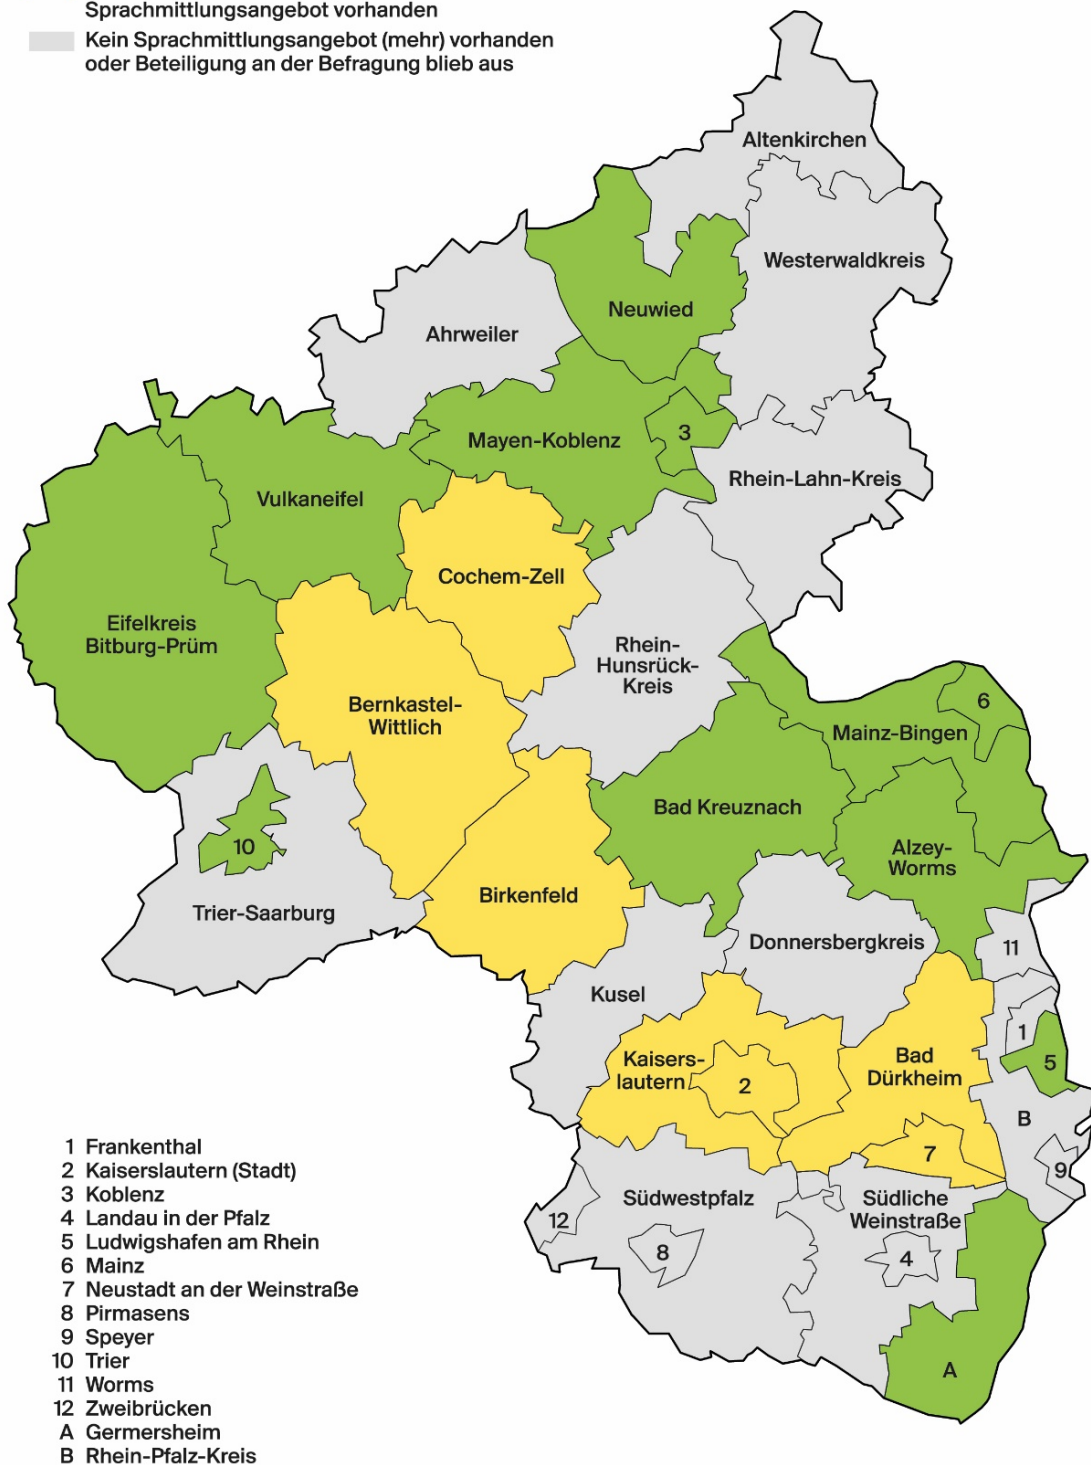 Sprachmittlungsangebot vorhanden
Kein Sprachmittlungsangebot (mehr) vorhanden
oder Beteiligung an der Befragung blieb aus
Altenkirchen
Westerwaldkreis
Neuwied
Ahrweiler
3
Mayen-Koblenz
Rhein-Lahn-Kreis
Vulkaneifel
Cochem-Zell
Eifelkreis
Bitburg-Prüm
Rhein-
Hunsrück-
Kreis
Bernkastel-
Wittlich
6
Mainz-Bingen
Bad Kreuznach
10
Alzey-
Worms
Birkenfeld
Trier-Saarburg
Donnersbergkreis
11
Kusel
1
Kaisers-
lautern
2
Bad
Dürkheim
5
B
7
9
Südwestpfalz
Südliche
Weinstraße
12
8
4
A
1 Frankenthal
2 Kaiserslautern (Stadt)
3 Koblenz
4 Landau in der Pfalz
5 Ludwigshafen am Rhein
6 Mainz
7 Neustadt an der Weinstraße
8 Pirmasens
9 Speyer
10 Trier
11 Worms
12 Zweibrücken
A Germersheim
B Rhein-Pfalz-Kreis